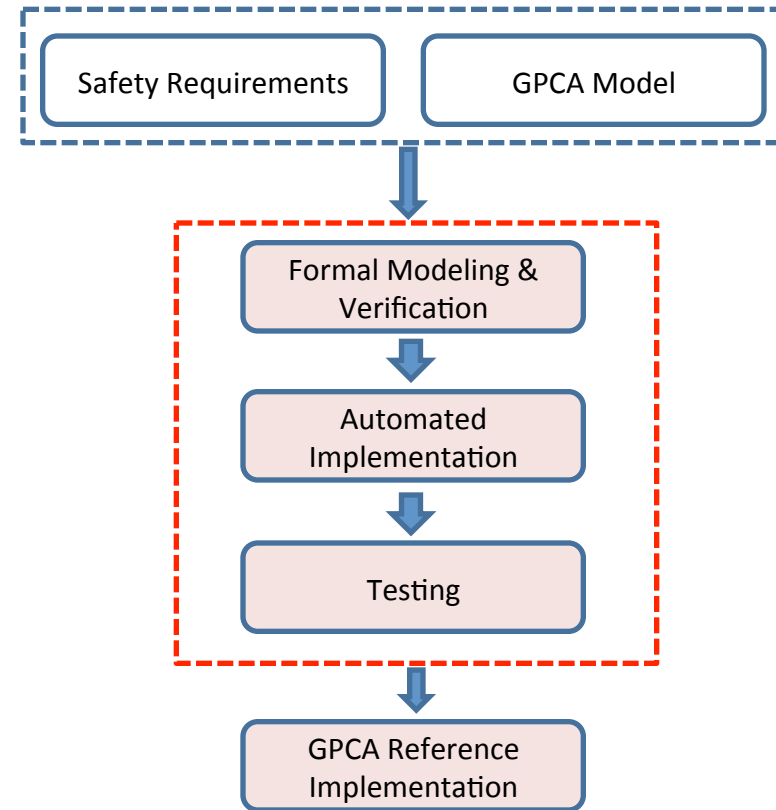 Safety Requirements
GPCA Model
Formal Modeling &
Verification
Automated
Implementation
Testing
GPCA Reference
Implementation